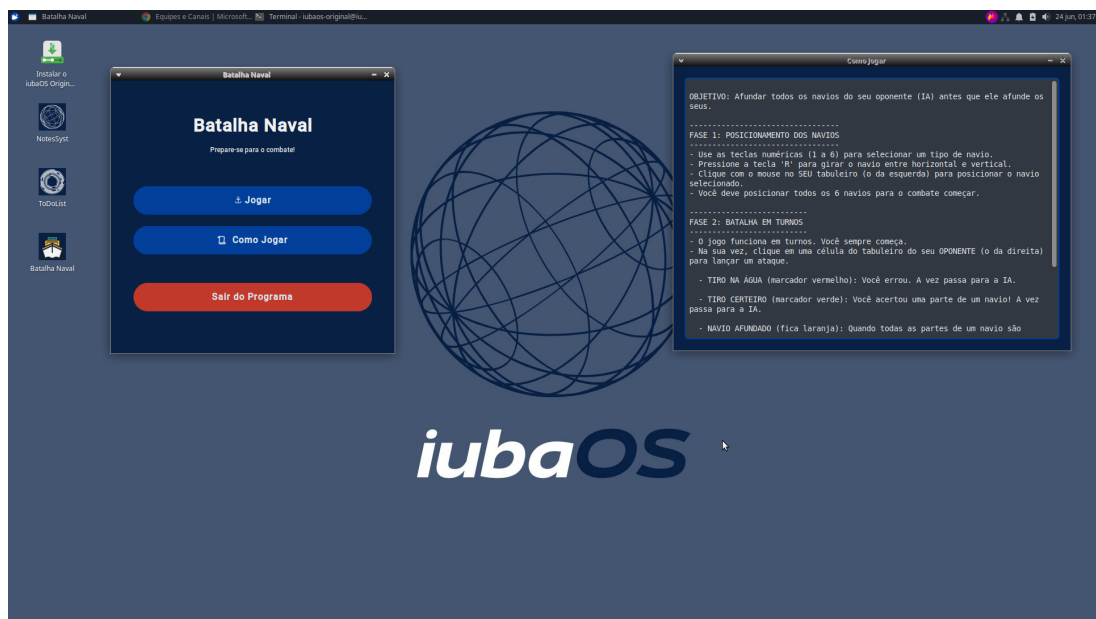 Batalha Naval
Equipes e Canais | Microsoft...
Terminal - iubaos-original@iu...
24 jun, 01:37
Instalar o
iubaOS Origin...
NotesSyst
ToDoList
Batalha Naval
Batalha Naval
Batalha Naval
Prepare-se para o combate!
Jogar
Como Jogar
Sair do Programa
Como Jogar
OBJETIVO: Afundar todos os navios do seu oponente (IA) antes que ele afunde os
seus.
--------------------------------
FASE 1: POSICIONAMENTO DOS NAVIOS
--------------------------------
- Use as teclas numéricas (1 a 6) para selecionar um tipo de navio.
- Pressione a tecla 'R' para girar o navio entre horizontal e vertical.
- Clique com o mouse no SEU tabuleiro (o da esquerda) para posicionar o navio
selecionado.
- Você deve posicionar todos os 6 navios para o combate começar.
-------------------------
FASE 2: BATALHA EM TURNOS
-------------------------
- O jogo funciona em turnos. Você sempre começa.
- Na sua vez, clique em uma célula do tabuleiro do seu OPONENTE (o da direita)
para lançar um ataque.
- TIRO NA ÁGUA (marcador vermelho): Você errou. A vez passa para a IA.
- TIRO CERTEIRO (marcador verde): Você acertou uma parte de um navio! A vez
passa para a IA.
- NAVIO AFUNDADO (fica laranja): Quando todas as partes de um navio são
iubaOS